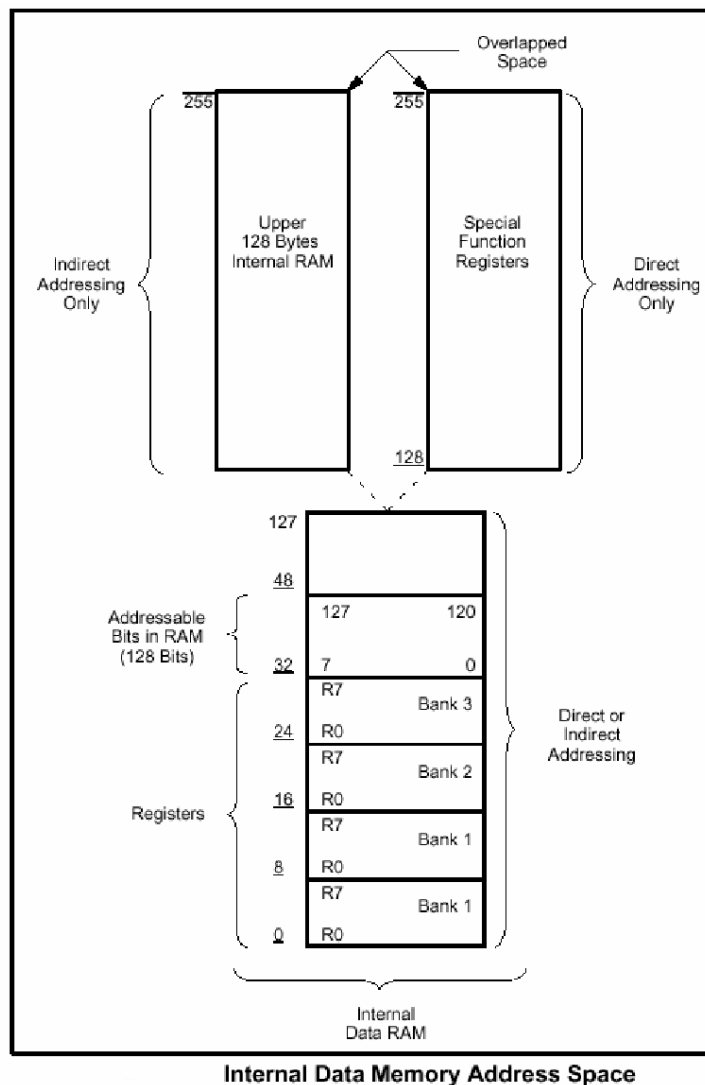 Overlapped
Space
255
255
Upper
128 Bytes
Internal RAM
Special
Function
Registers
Indirect
Addressing
Only
Direct
Addressing
Only
128
127
48
Addressable
Bits in RAM
(128 Bits)
127 120
32 7 0
R7
Bank 3
24 R0
R7
Bank 2
16 R0
Direct or
Indirect
Addressing
Registers
R7
Bank 1
8 R0
R7
Bank 1
0 R0
Internal
Data RAM
Internal Data Memory Address Space